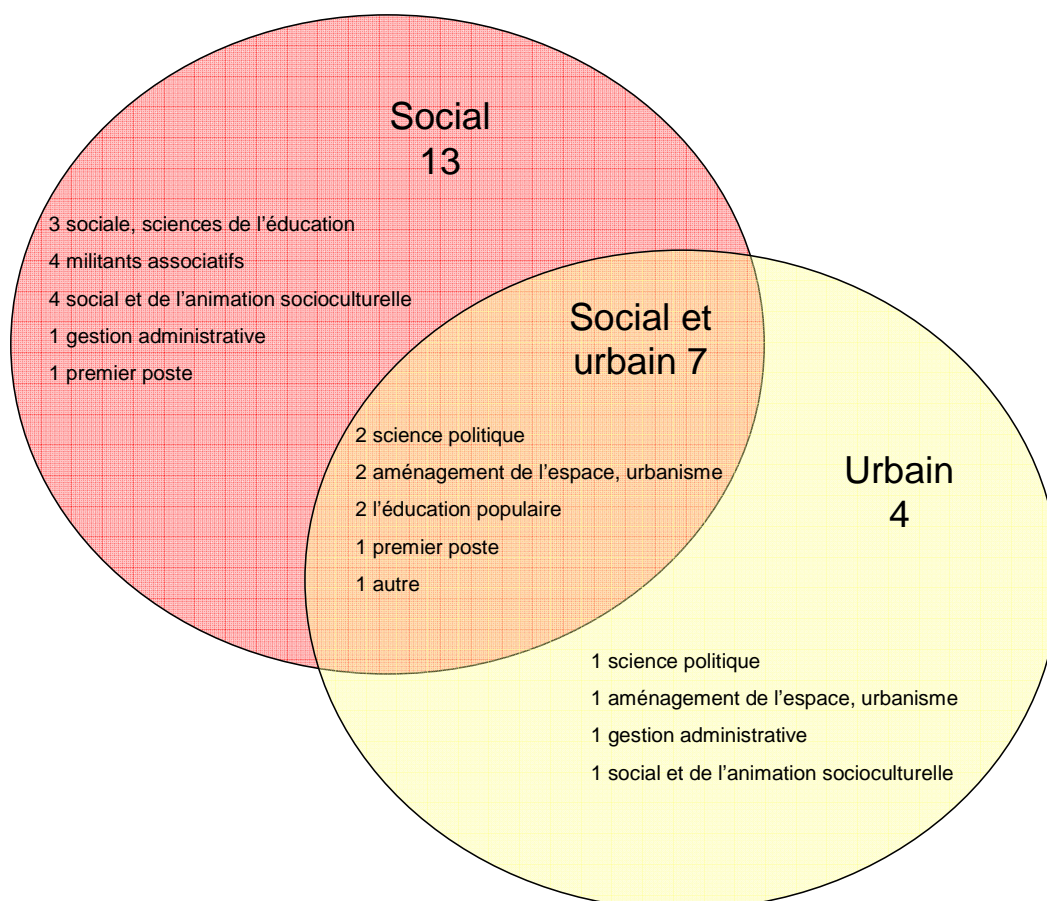 Social
13
3 sociale, sciences de l’éducation
4 militants associatifs
4 social et de l’animation socioculturelle
1 gestion administrative
1 premier poste
Social et
urbain 7
2 science politique
2 aménagement de l’espace, urbanisme
2 l’éducation populaire
1 premier poste
1 autre
Urbain
4
1 science politique
1 aménagement de l’espace, urbanisme
1 gestion administrative
1 social et de l’animation socioculturelle